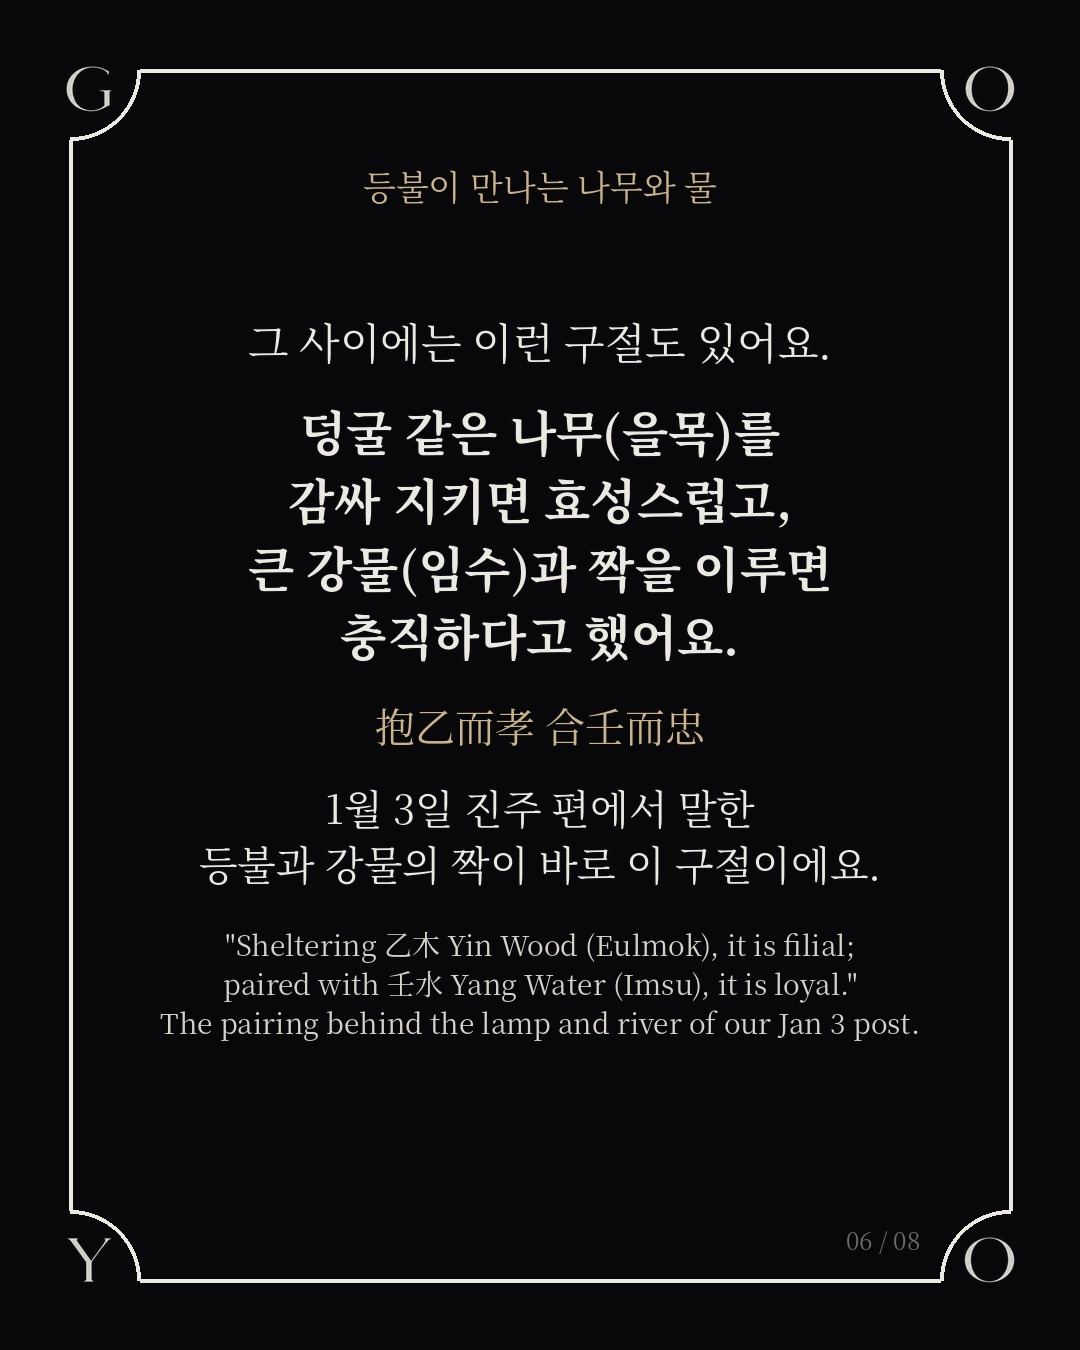 G O
등불이 만나는 나무와 물
그 사이에는 이런 구절도 있어요.
덩굴 같은 나무(을목)를
감싸 지키면 효성스럽고,
큰 강물(임수)과 짝을 이루면
충직하다고 했어요.
抱乙而孝 合壬而忠
1월 3일 진주 편에서 말한
등불과 강물의 짝이 바로 이 구절이에요.
"Sheltering 乙木 Yin Wood (Eulmok), it is filial;
paired with 壬水 Yang Water (Imsu), it is loyal."
The pairing behind the lamp and river of our Jan 3 post.
06 / 08
Y O